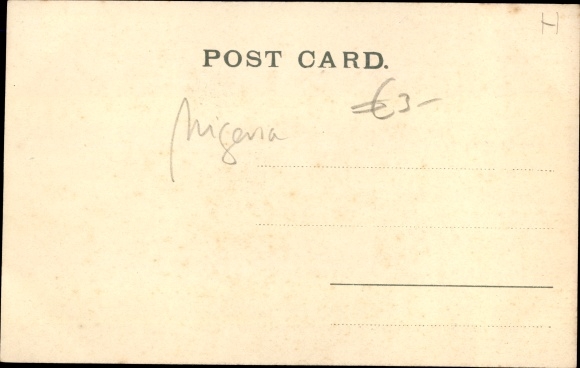 H
POST CARD.
€3-
Nigeria